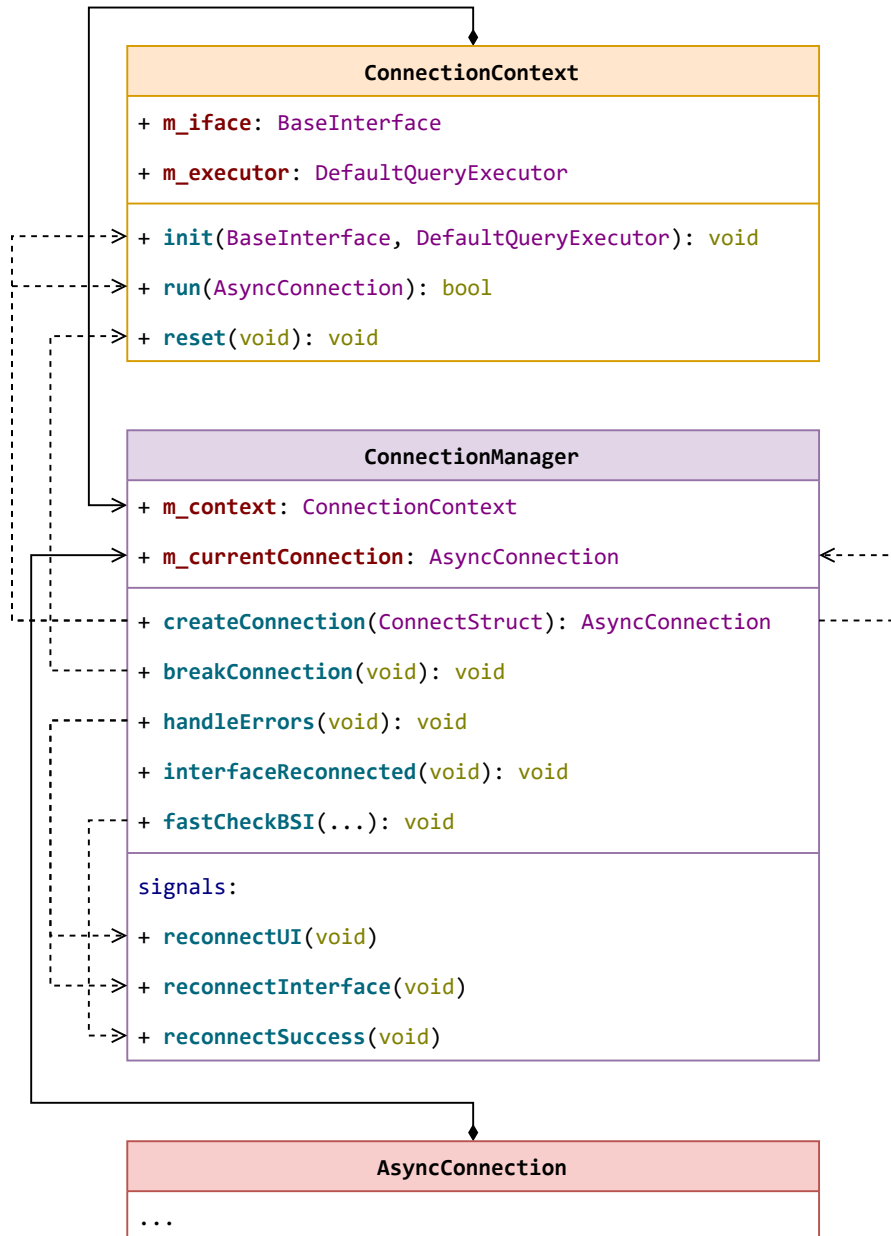 ConnectionContext
+ m_iface: BaseInterface
+ m_executor: DefaultQueryExecutor
+ init(BaseInterface, DefaultQueryExecutor): void
+ run(AsyncConnection): bool
+ reset(void): void
ConnectionManager
+ m_context: ConnectionContext
+ m_currentConnection: AsyncConnection
+ createConnection(ConnectStruct): AsyncConnection
+ breakConnection(void): void
+ handleErrors(void): void
+ interfaceReconnected(void): void
+ fastCheckBSI(...): void
signals:
+ reconnectUI(void)
+ reconnectInterface(void)
+ reconnectSuccess(void)
AsyncConnection
...